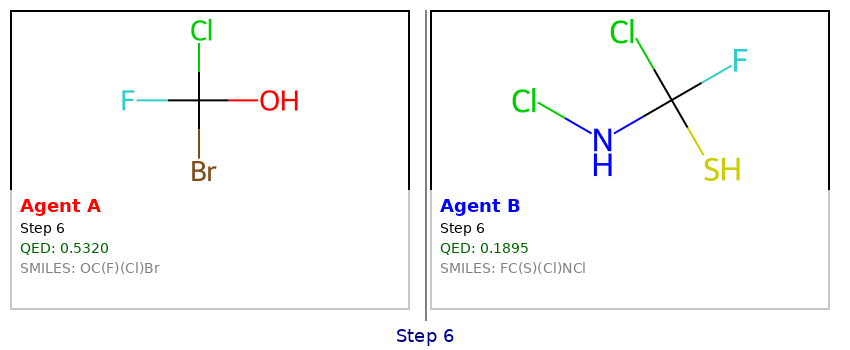 Cl
F
OH
Br
Agent A
Step 6
QED: 0.5320
SMILES: OC(F)(Cl)Br
Cl
F
Cl
N
H
SH
Agent B
Step 6
QED: 0.1895
SMILES: FC(S)(Cl)NCl
Step 6